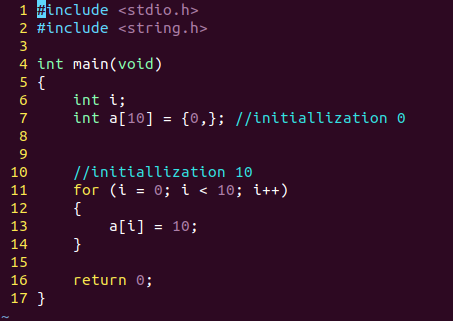 1 #include <stdio.h>
2 #include <string.h>
3
4 int main(void)
5 {
6     int i;
7     int a[10] = {0,}; //initiallization 0
8
9
10     //initiallization 10
11     for (i = 0; i < 10; i++)
12     {
13         a[i] = 10;
14     }
15
16     return 0;
17 }
~